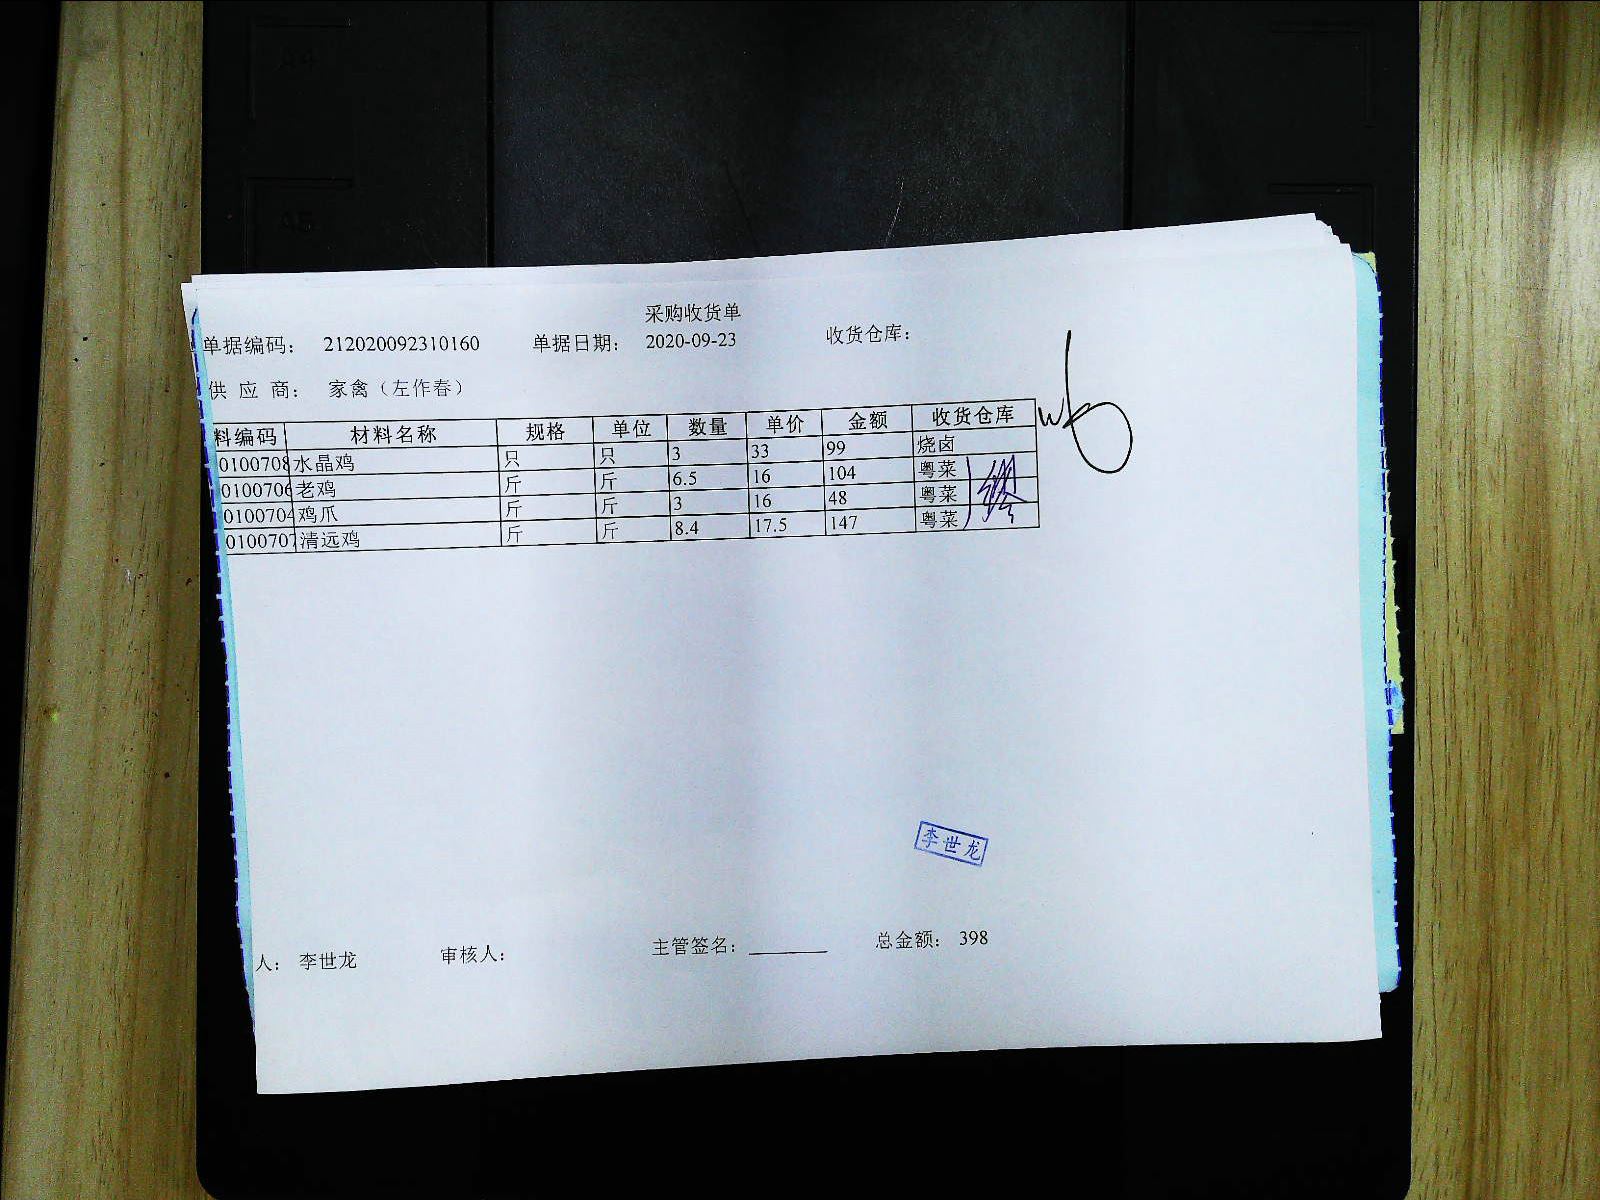 采购收货单
单据编码: 212020092310160 单据日期: 2020-09-23 收货仓库:
供 应 商: 家禽（左作春）
料编码 材料名称 规格 单位 数量 单价 金额 收货仓库
0100708 水晶鸡 只 只 3 33 99 烧卤
0100706 老鸡 斤 斤 6.5 16 104 粤菜
0100704 鸡爪 斤 斤 3 16 48 粤菜
0100707 清远鸡 斤 斤 8.4 17.5 147 粤菜
李世龙
人: 李世龙 审核人: 主管签名: 总金额: 398